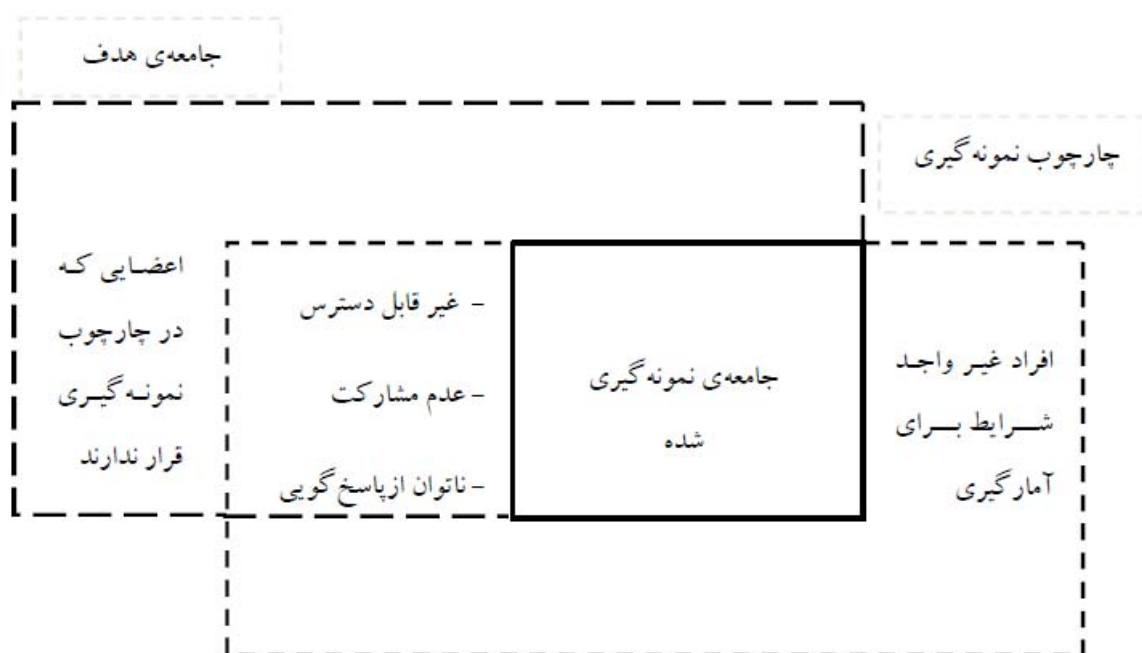 جامعه‌ی هدف
چارچوب نمونه‌گیری
افراد غیر واجد
شرایط برای
آمارگیری
جامعه‌ی نمونه‌گیری
شده
- غیر قابل دسترس
- عدم مشارکت
- ناتوان ازپاسخ‌گویی
اعضایی که
در چارچوب
نمونه‌گیری
قرار ندارند